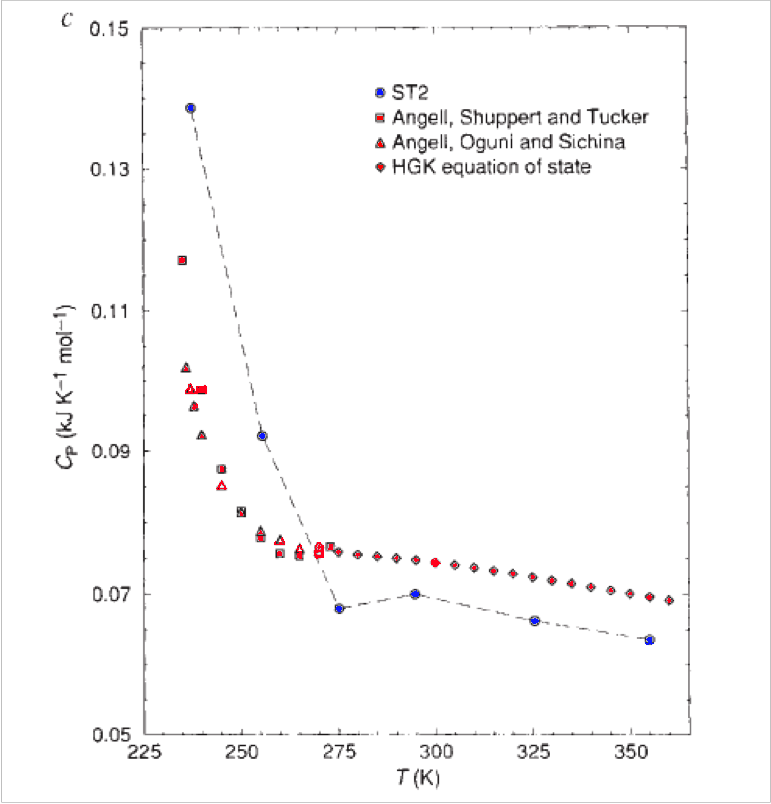 c
0.15
ST2
Angell, Shuppert and Tucker
Angell, Oguni and Sichina
HGK equation of state
0.13
0.11
Cₚ (kJ K⁻¹ mol⁻¹)
0.09
0.07
0.05
225 250 275 300 325 350
T (K)